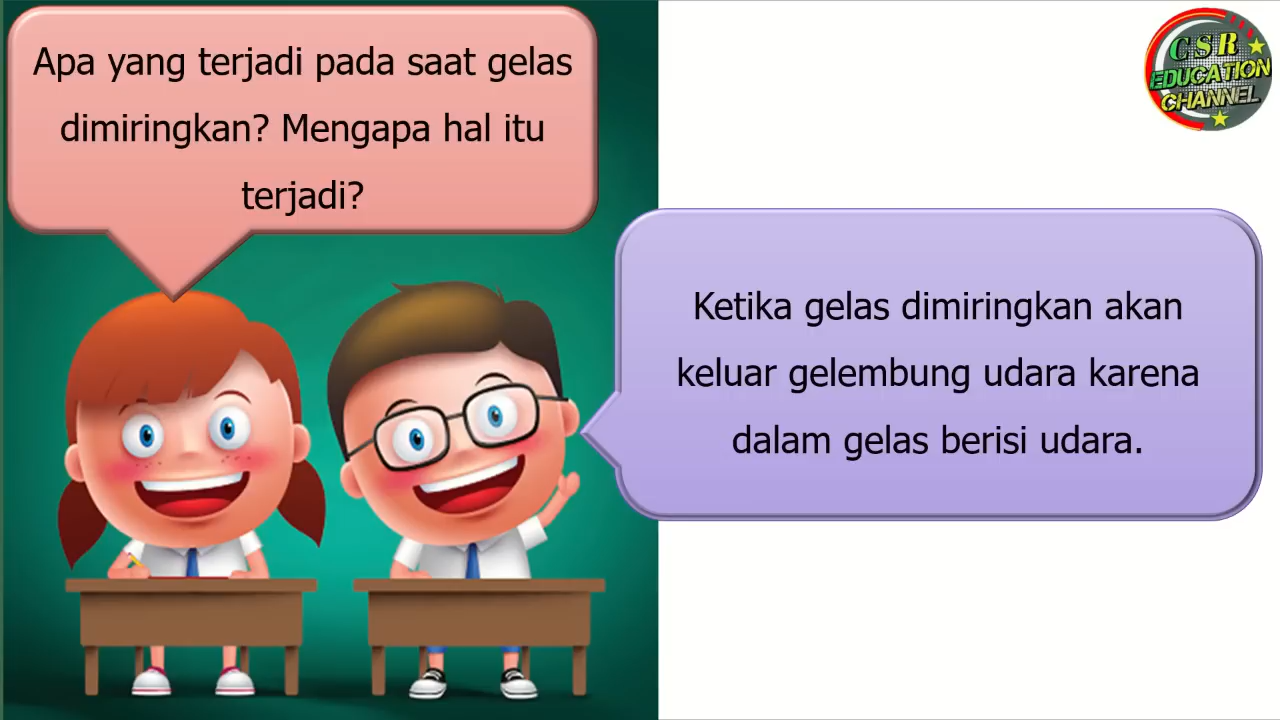 Apa yang terjadi pada saat gelas
dimiringkan? Mengapa hal itu
terjadi?
CSR
EDUCATION
CHANNEL
Ketika gelas dimiringkan akan
keluar gelembung udara karena
dalam gelas berisi udara.